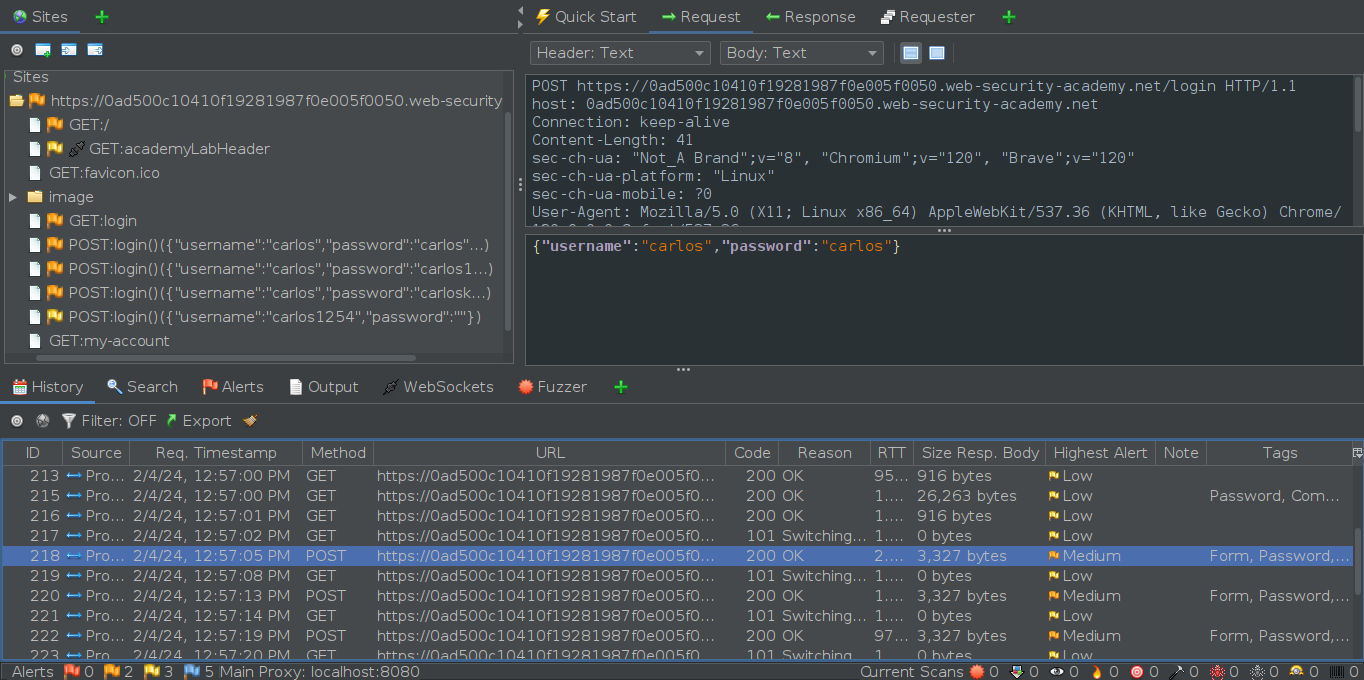 Sites
Quick Start Request Response Requester
Header: Text Body: Text
Sites
https://0ad500c10410f19281987f0e005f0050.web-security
GET:/
GET:academyLabHeader
GET:favicon.ico
image
GET:login
POST:login()({"username":"carlos","password":"carlos"...)
POST:login()({"username":"carlos","password":"carlos1...)
POST:login()({"username":"carlos","password":"carlosk...)
POST:login()({"username":"carlos1254","password":""})
GET:my-account
POST https://0ad500c10410f19281987f0e005f0050.web-security-academy.net/login HTTP/1.1
host: 0ad500c10410f19281987f0e005f0050.web-security-academy.net
Connection: keep-alive
Content-Length: 41
sec-ch-ua: "Not_A Brand";v="8", "Chromium";v="120", "Brave";v="120"
sec-ch-ua-platform: "Linux"
sec-ch-ua-mobile: ?0
User-Agent: Mozilla/5.0 (X11; Linux x86_64) AppleWebKit/537.36 (KHTML, like Gecko) Chrome/
{"username":"carlos","password":"carlos"}
History Search Alerts Output WebSockets Fuzzer
Filter: OFF Export
ID Source Req. Timestamp Method URL Code Reason RTT Size Resp. Body Highest Alert Note Tags
213 Pro... 2/4/24, 12:57:00 PM GET https://0ad500c10410f19281987f0e005f0... 200 OK 95... 916 bytes Low
215 Pro... 2/4/24, 12:57:00 PM GET https://0ad500c10410f19281987f0e005f0... 200 OK 1.... 26,263 bytes Low Password, Com...
216 Pro... 2/4/24, 12:57:01 PM GET https://0ad500c10410f19281987f0e005f0... 200 OK 1.... 916 bytes Low
217 Pro... 2/4/24, 12:57:02 PM GET https://0ad500c10410f19281987f0e005f0... 101 Switching... 1.... 0 bytes Low
218 Pro... 2/4/24, 12:57:05 PM POST https://0ad500c10410f19281987f0e005f0... 200 OK 2.... 3,327 bytes Medium Form, Password,...
219 Pro... 2/4/24, 12:57:08 PM GET https://0ad500c10410f19281987f0e005f0... 101 Switching... 1.... 0 bytes Low
220 Pro... 2/4/24, 12:57:13 PM POST https://0ad500c10410f19281987f0e005f0... 200 OK 1.... 3,327 bytes Medium Form, Password,...
221 Pro... 2/4/24, 12:57:14 PM GET https://0ad500c10410f19281987f0e005f0... 101 Switching... 1.... 0 bytes Low
222 Pro... 2/4/24, 12:57:19 PM POST https://0ad500c10410f19281987f0e005f0... 200 OK 97... 3,327 bytes Medium Form, Password,...
223 Pro... 2/4/24, 12:57:20 PM GET https://0ad500c10410f19281987f0e005f0... 101 Switching... 1.... 0 bytes Low
Alerts 0 2 3 5 Main Proxy: localhost:8080 Current Scans 0 0 0 0 0 0 0 0 0 0